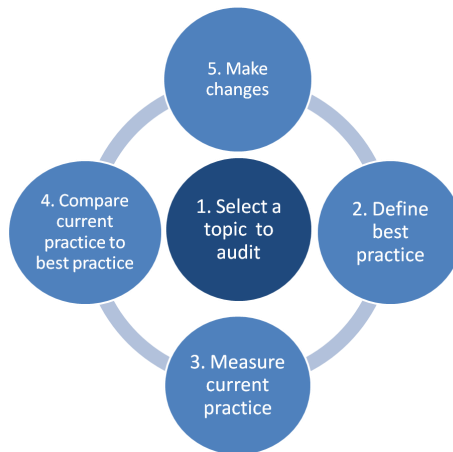 5. Make
changes
4. Compare
current
practice to
best practice
1. Select a
topic to
audit
2. Define
best
practice
3. Measure
current
practice